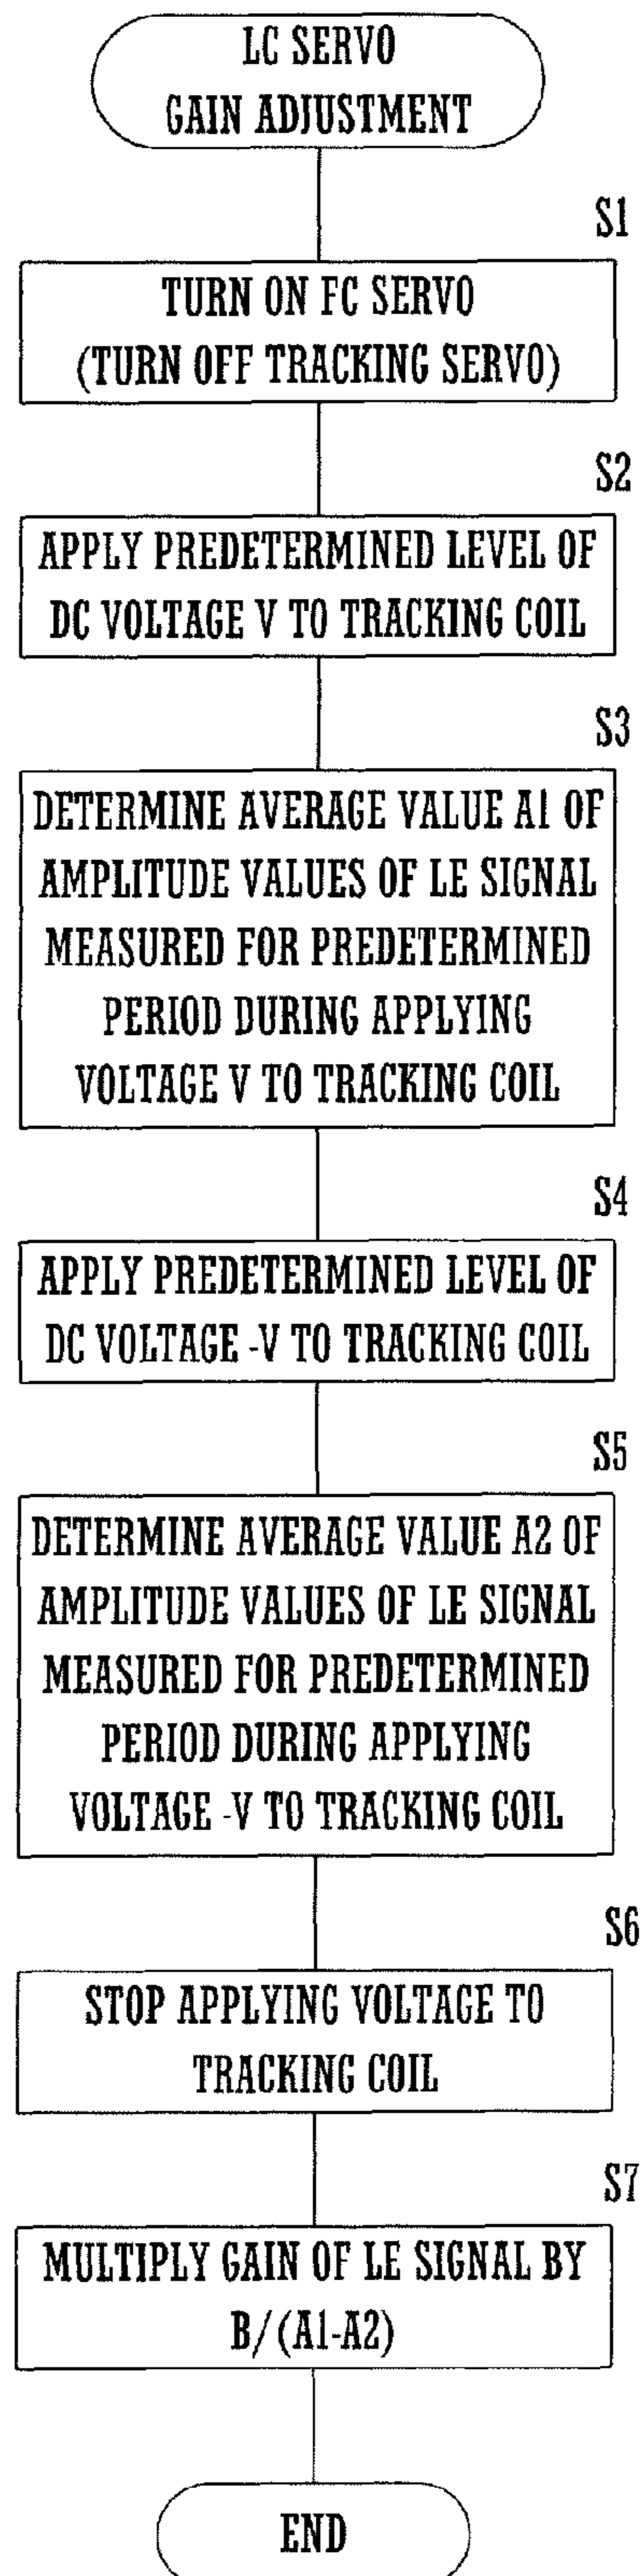 LC SERVO
GAIN ADJUSTMENT
S1
TURN ON FC SERVO
(TURN OFF TRACKING SERVO)
S2
APPLY PREDETERMINED LEVEL OF
DC VOLTAGE V TO TRACKING COIL
S3
DETERMINE AVERAGE VALUE A1 OF
AMPLITUDE VALUES OF LE SIGNAL
MEASURED FOR PREDETERMINED
PERIOD DURING APPLYING
VOLTAGE V TO TRACKING COIL
S4
APPLY PREDETERMINED LEVEL OF
DC VOLTAGE -V TO TRACKING COIL
S5
DETERMINE AVERAGE VALUE A2 OF
AMPLITUDE VALUES OF LE SIGNAL
MEASURED FOR PREDETERMINED
PERIOD DURING APPLYING
VOLTAGE -V TO TRACKING COIL
S6
STOP APPLYING VOLTAGE TO
TRACKING COIL
S7
MULTIPLY GAIN OF LE SIGNAL BY
B/(A1-A2)
END